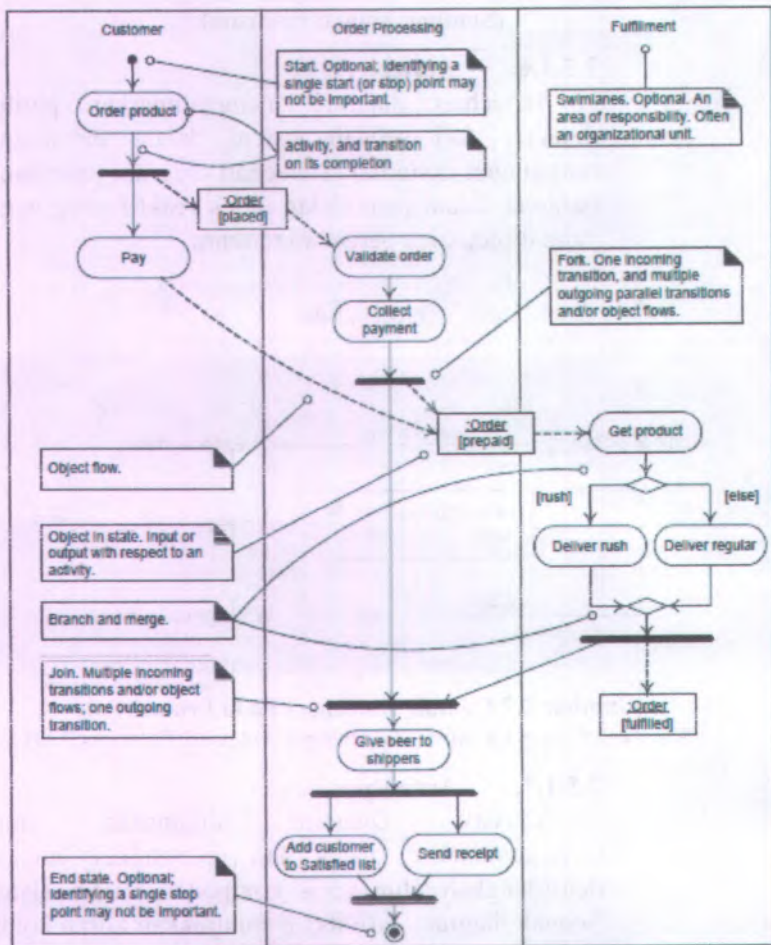 Customer
Order Processing
Fulfillment
Start. Optional; Identifying a
single start (or stop) point may
not be Important.
Swimlanes. Optional. An
area of responsibility. Often
an organizational unit.
Order product
activity, and transition
on its completion
:Order
[placed]
Pay
Validate order
Fork. One incoming
transition, and multiple
outgoing parallel transitions
and/or object flows.
Collect
payment
:Order
[prepaid]
Get product
Object flow.
[rush]
[else]
Object in state. Input or
output with respect to an
activity.
Deliver rush
Deliver regular
Branch and merge.
Join. Multiple incoming
transitions and/or object
flows; one outgoing
transition.
:Order
[fulfilled]
Give beer to
shippers
Add customer
to Satisfied list
Send receipt
End state. Optional;
Identifying a single stop
point may not be Important.